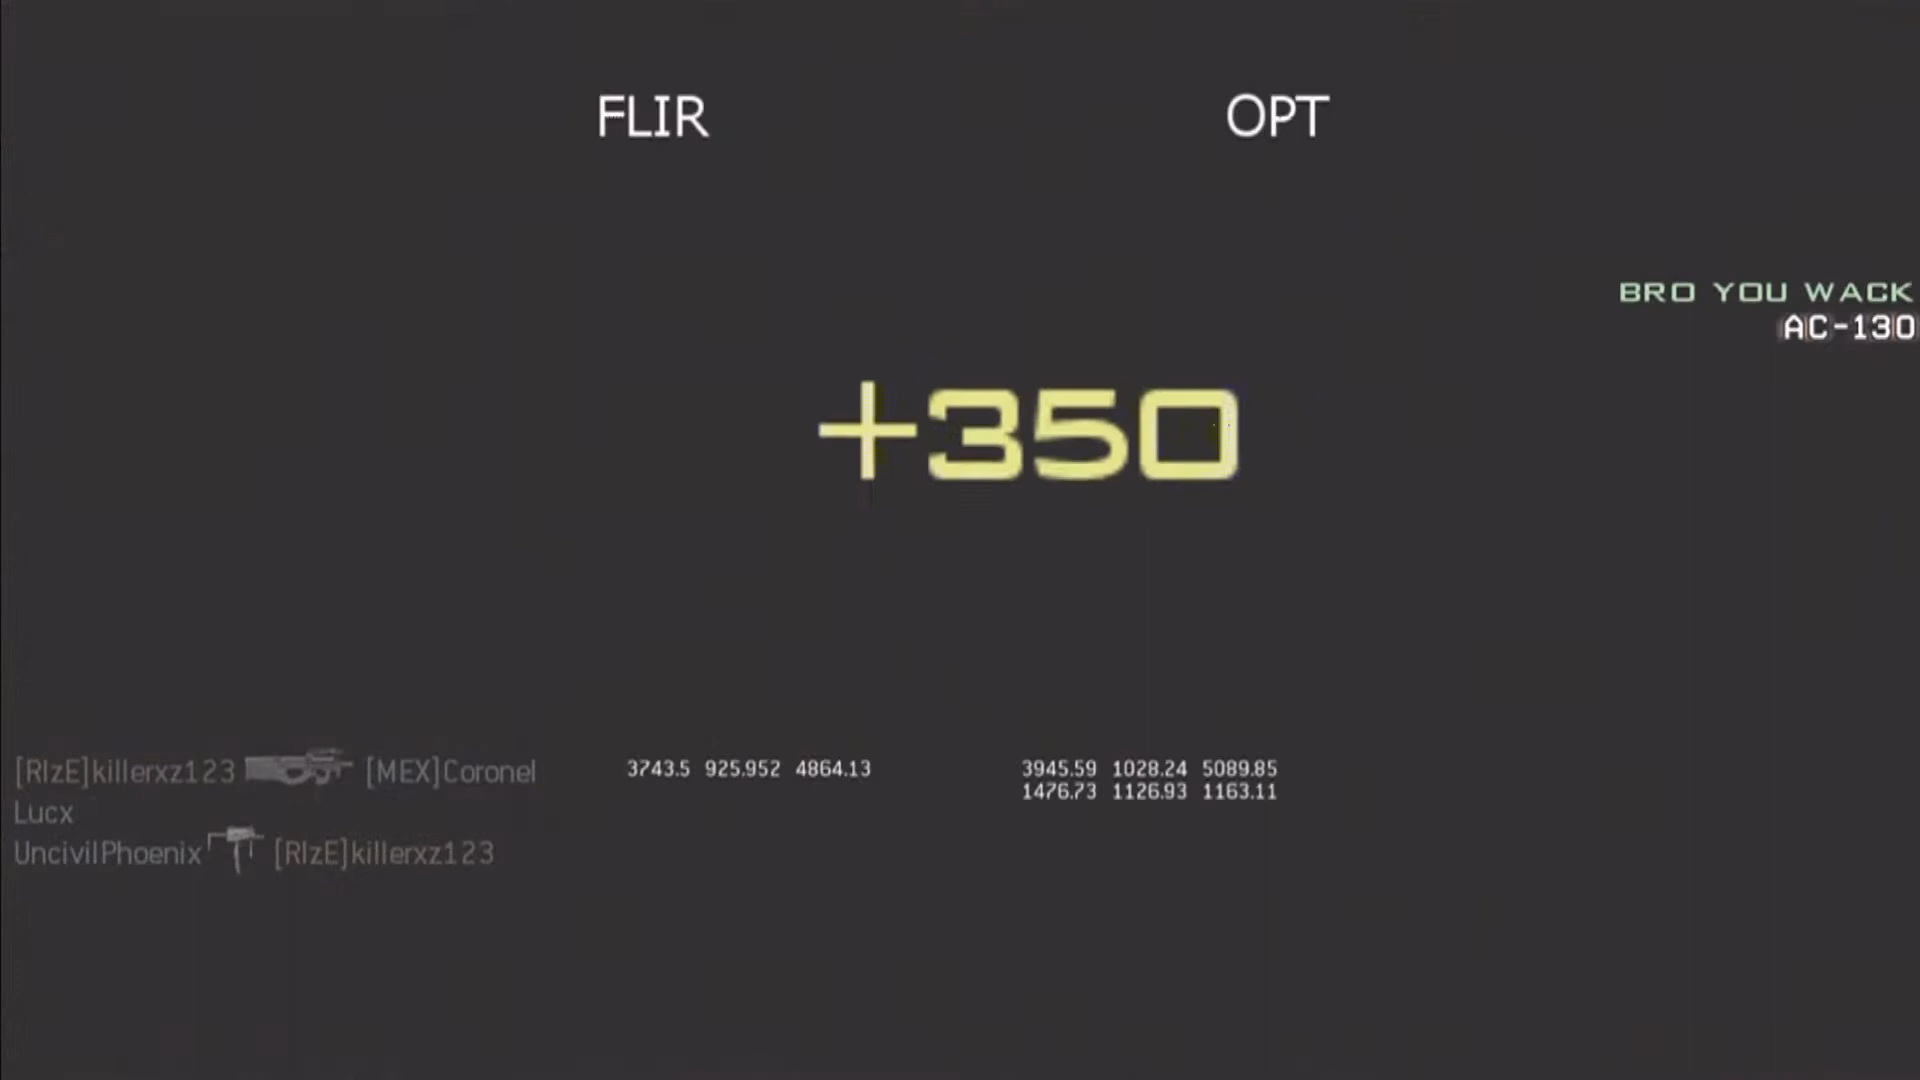 FLIR OPT
BRO YOU WACK
AC-130
+350
[RIzE]killerxz123 [MEX]Coronel
Lucx
UncivilPhoenix [RIzE]killerxz123
3743.5 925.952 4864.13
3945.59 1028.24 5089.85
1476.73 1126.93 1163.11